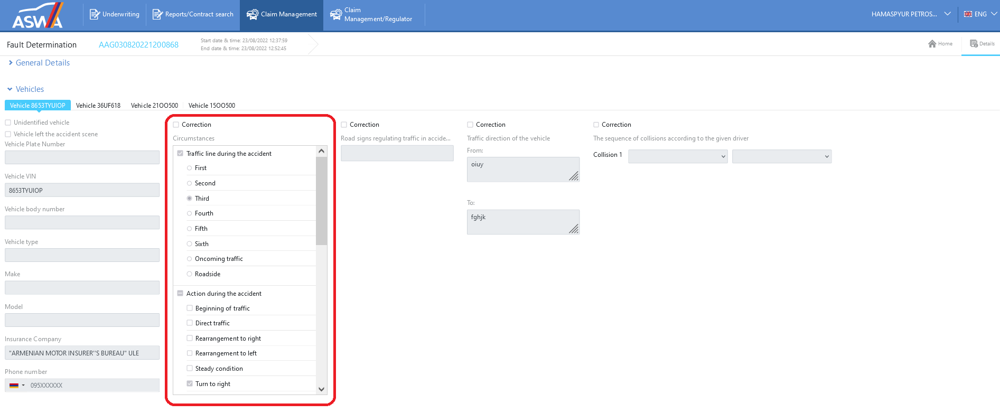 ASWA
Underwriting
Reports/Contract search
Claim Management
Claim
Management/Regulator
HAMASPYUR PETROS...
ENG
Fault Determination
AAG030820221200868
Start date & time: 23/08/2022 12:37:59
End date & time: 23/08/2022 12:52:45
Home
Details
General Details
Vehicles
Vehicle 8653TYUIOP
Vehicle 36UF618
Vehicle 21OO500
Vehicle 15OO500
Unidentified vehicle
Vehicle left the accident scene
Vehicle Plate Number
Vehicle VIN
8653TYUIOP
Vehicle body number
Vehicle type
Make
Model
Insurance Company
"ARMENIAN MOTOR INSURER''S BUREAU" ULE
Phone number
095XXXXXX
Correction
Circumstances
Traffic line during the accident
First
Second
Third
Fourth
Fifth
Sixth
Oncoming traffic
Roadside
Action during the accident
Beginning of traffic
Direct traffic
Rearrangement to right
Rearrangement to left
Steady condition
Turn to right
Correction
Road signs regulating traffic in accide...
Correction
Traffic direction of the vehicle
From:
oiuy
To:
fghjk
Correction
The sequence of collisions according to the given driver
Collision 1